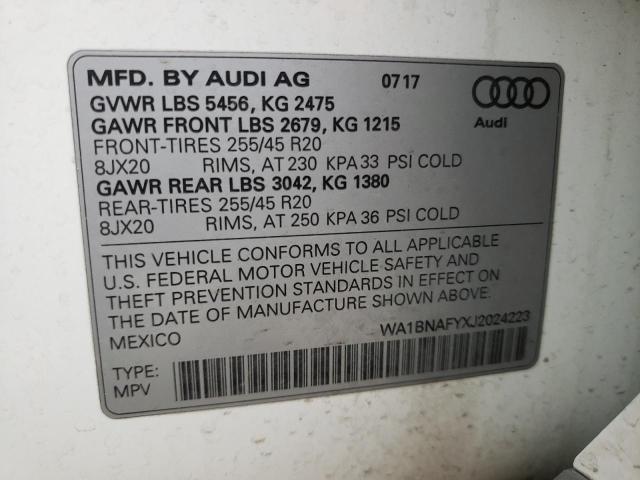 MFD. BY AUDI AG 0717
GVWR LBS 5456, KG 2475
GAWR FRONT LBS 2679, KG 1215
FRONT-TIRES 255/45 R20
8JX20 RIMS, AT 230 KPA 33 PSI COLD
GAWR REAR LBS 3042, KG 1380
REAR-TIRES 255/45 R20
8JX20 RIMS, AT 250 KPA 36 PSI COLD
Audi
THIS VEHICLE CONFORMS TO ALL APPLICABLE
U.S. FEDERAL MOTOR VEHICLE SAFETY AND
THEFT PREVENTION STANDARDS IN EFFECT ON
THE DATE OF MANUFACTURE SHOWN ABOVE.
MEXICO WA1BNAFYXJ2024223
TYPE:
MPV